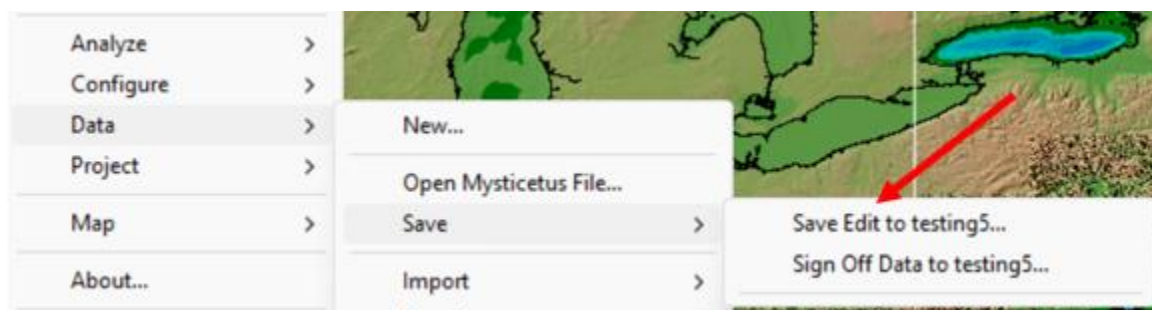 Analyze
Configure
Data
Project
Map
About...
New...
Open Mysticetus File...
Save
Import
Save Edit to testing5...
Sign Off Data to testing5...